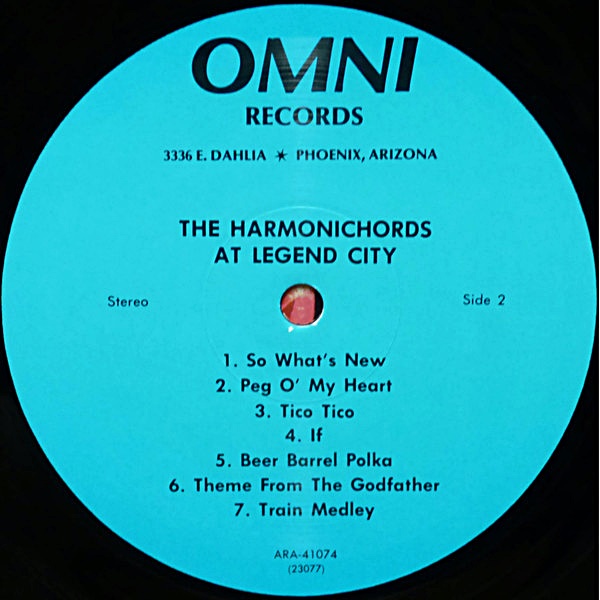 OMNI
RECORDS
3336 E. DAHLIA ★ PHOENIX, ARIZONA
THE HARMONICHORDS
AT LEGEND CITY
Stereo
Side 2
1. So What's New
2. Peg O' My Heart
3. Tico Tico
4. If
5. Beer Barrel Polka
6. Theme From The Godfather
7. Train Medley
ARA-41074
(23077)